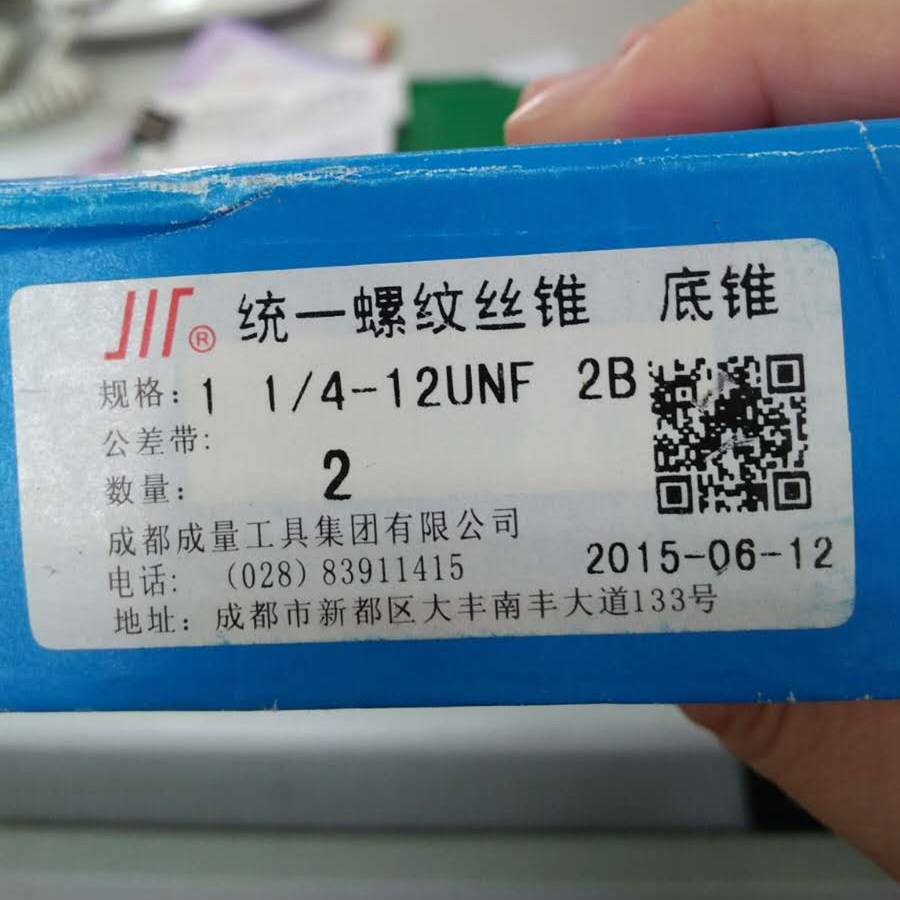 JIГ® 统一螺纹丝锥 底锥
规格: 1 1/4-12UNF 2B
公差带:
数量: 2
成都成量工具集团有限公司
2015-06-12
电话: (028) 83911415
地址: 成都市新都区大丰南丰大道133号